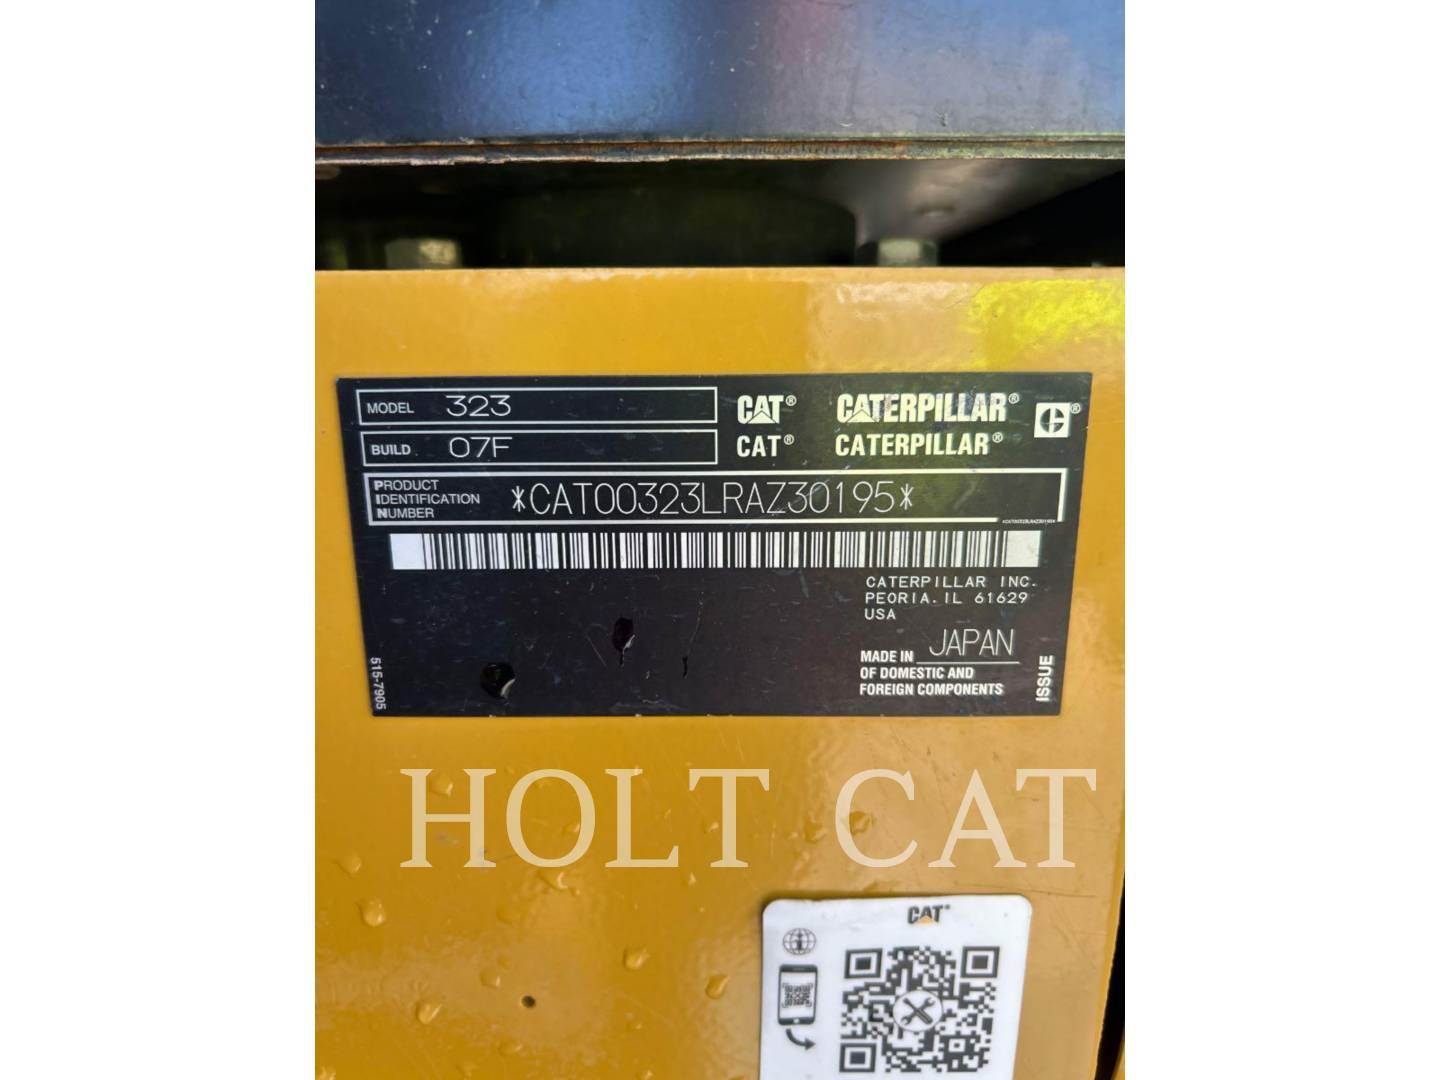 MODEL 323
BUILD 07F
CAT® CATERPILLAR®
CAT® CATERPILLAR®
PRODUCT
IDENTIFICATION
NUMBER
*CAT00323LRAZ30195*
CATERPILLAR INC.
PEORIA, IL 61629
USA
MADE IN JAPAN
OF DOMESTIC AND
FOREIGN COMPONENTS
515-7905
ISSUE
HOLT CAT
CAT®